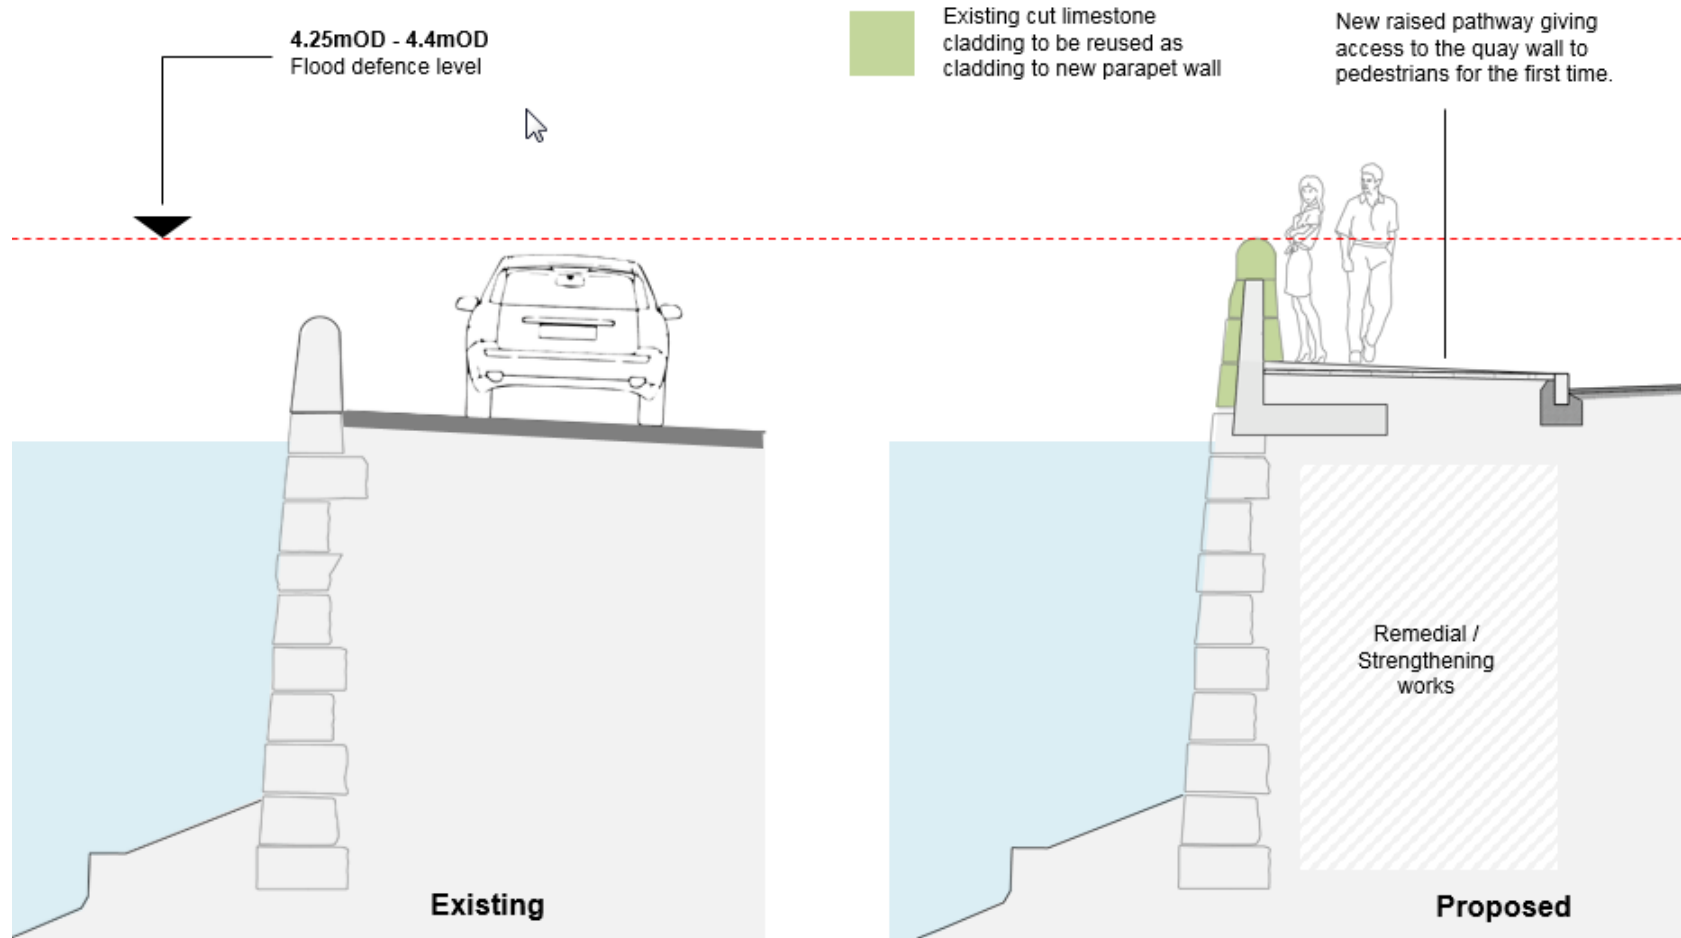 4.25mOD - 4.4mOD
Flood defence level
Existing cut limestone
cladding to be reused as
cladding to new parapet wall
New raised pathway giving
access to the quay wall to
pedestrians for the first time.
Remedial /
Strengthening
works
Existing
Proposed